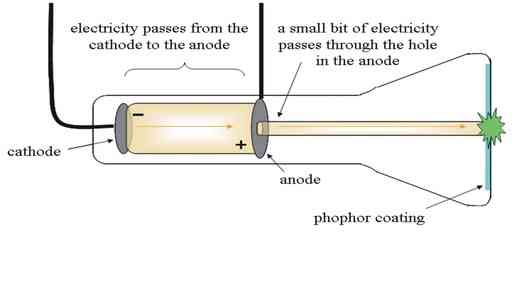 electricity passes from the
cathode to the anode
a small bit of electricity
passes through the hole
in the anode
−
+
cathode
anode
phophor coating